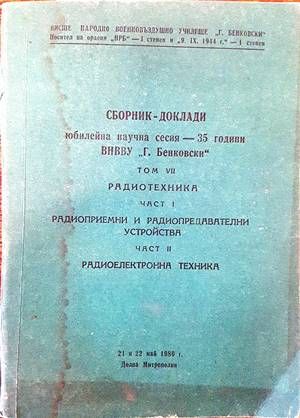 ВИСШЕ НАРОДНО ВОЕННОВЪЗДУШНО УЧИЛИЩЕ „Г. БЕНКОВСКИ“
Носител на ордени „НРБ“ — I степен и „9. IX. 1944 г.“ — I степен
СБОРНИК-ДОКЛАДИ
юбилейна научна сесия — 35 години
ВНВВУ „Г. Бенковски“
ТОМ VII
РАДИОТЕХНИКА
ЧАСТ I
РАДИОПРИЕМНИ И РАДИОПРЕДАВАТЕЛНИ
УСТРОЙСТВА
ЧАСТ II
РАДИОЕЛЕКТРОННА ТЕХНИКА
21 и 22 май 1980 г.
Долна Митрополия